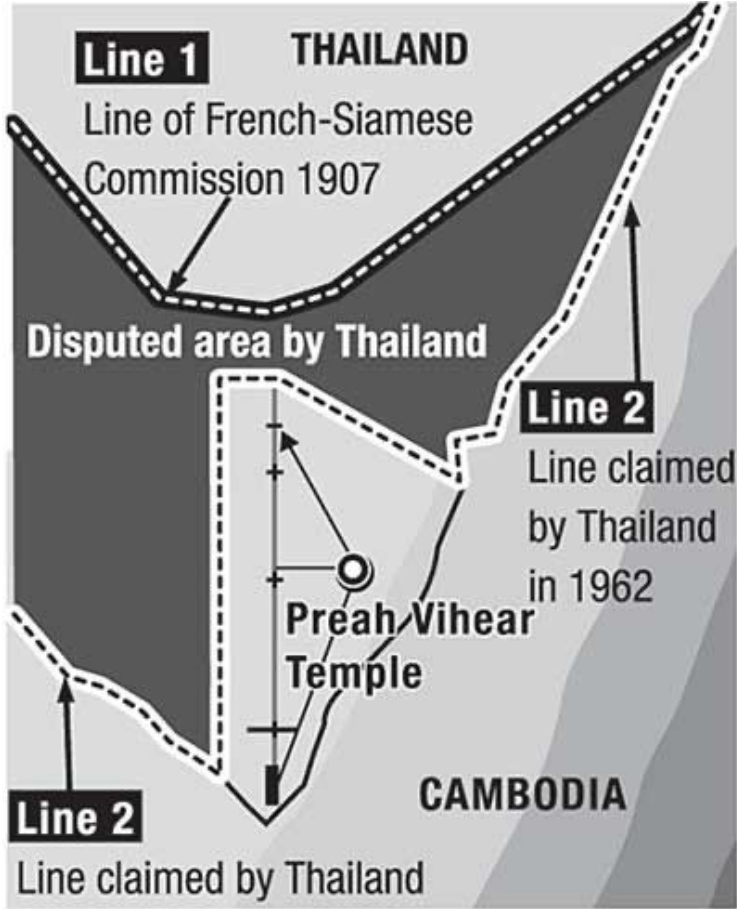 THAILAND
Line 1
Line of French-Siamese
Commission 1907
Disputed area by Thailand
Line 2
Line claimed
by Thailand
in 1962
Preah Vihear
Temple
CAMBODIA
Line 2
Line claimed by Thailand